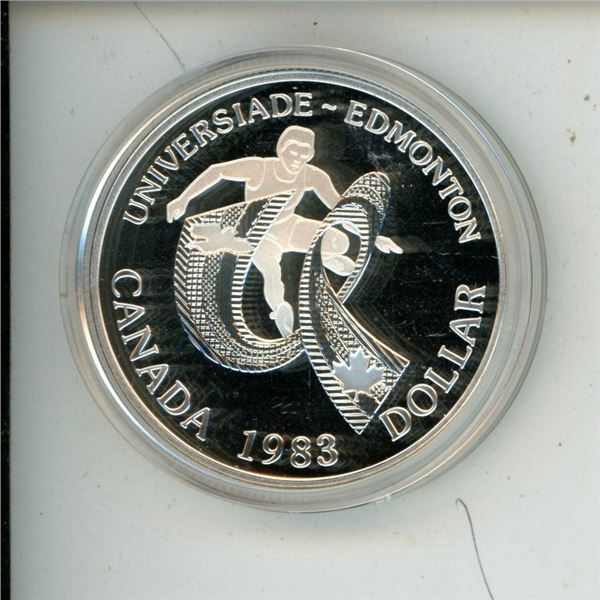 UNIVERSIADE ~ EDMONTON
CANADA 1983 DOLLAR